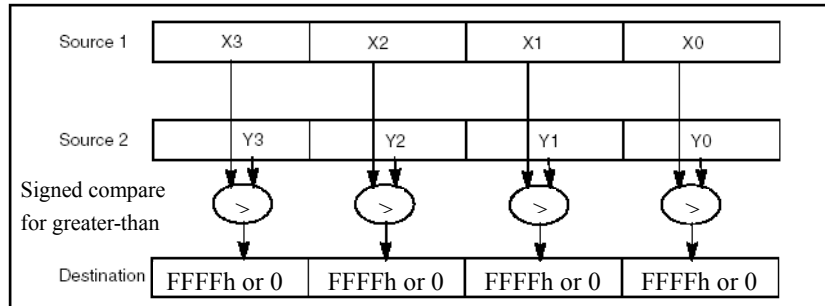 Source 1 X3 X2 X1 X0
Source 2 Y3 Y2 Y1 Y0
Signed compare
for greater-than
> > > >
Destination FFFFh or 0 FFFFh or 0 FFFFh or 0 FFFFh or 0